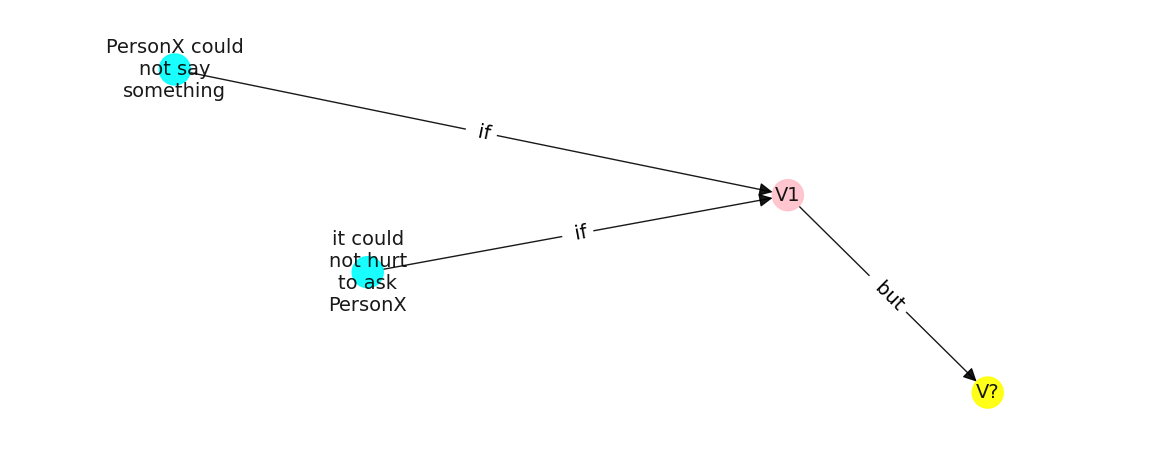 PersonX could
not say
something
if
V1
it could
not hurt
to ask
PersonX
if
but
V?